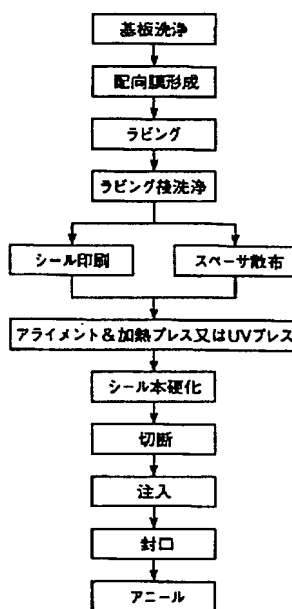 基板洗浄
配向膜形成
ラビング
ラビング後洗浄
シール印刷
スペーサ散布
アライメント＆加熱プレス又はUVプレス
シール本硬化
切断
注入
封口
アニール